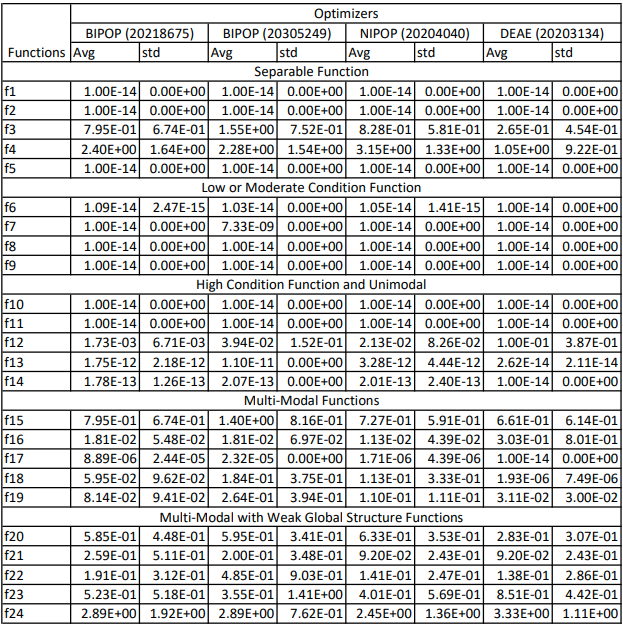 Optimizers
BIPOP (20218675) BIPOP (20305249) NIPOP (20204040) DEAE (20203134)
Functions Avg std Avg std Avg std Avg std
Separable Function
f1 1.00E-14 0.00E+00 1.00E-14 0.00E+00 1.00E-14 0.00E+00 1.00E-14 0.00E+00
f2 1.00E-14 0.00E+00 1.00E-14 0.00E+00 1.00E-14 0.00E+00 1.00E-14 0.00E+00
f3 7.95E-01 6.74E-01 1.55E+00 7.52E-01 8.28E-01 5.81E-01 2.65E-01 4.54E-01
f4 2.40E+00 1.64E+00 2.28E+00 1.54E+00 3.15E+00 1.33E+00 1.05E+00 9.22E-01
f5 1.00E-14 0.00E+00 1.00E-14 0.00E+00 1.00E-14 0.00E+00 1.00E-14 0.00E+00
Low or Moderate Condition Function
f6 1.09E-14 2.47E-15 1.03E-14 0.00E+00 1.05E-14 1.41E-15 1.00E-14 0.00E+00
f7 1.00E-14 0.00E+00 7.33E-09 0.00E+00 1.00E-14 0.00E+00 1.00E-14 0.00E+00
f8 1.00E-14 0.00E+00 1.00E-14 0.00E+00 1.00E-14 0.00E+00 1.00E-14 0.00E+00
f9 1.00E-14 0.00E+00 1.00E-14 0.00E+00 1.00E-14 0.00E+00 1.00E-14 0.00E+00
High Condition Function and Unimodal
f10 1.00E-14 0.00E+00 1.00E-14 0.00E+00 1.00E-14 0.00E+00 1.00E-14 0.00E+00
f11 1.00E-14 0.00E+00 1.00E-14 0.00E+00 1.00E-14 0.00E+00 1.00E-14 0.00E+00
f12 1.73E-03 6.71E-03 3.94E-02 1.52E-01 2.13E-02 8.26E-02 1.00E-01 3.87E-01
f13 1.75E-12 2.18E-12 1.10E-11 0.00E+00 3.28E-12 4.44E-12 2.62E-14 2.11E-14
f14 1.78E-13 1.26E-13 2.07E-13 0.00E+00 2.01E-13 2.40E-13 1.00E-14 0.00E+00
Multi-Modal Functions
f15 7.95E-01 6.74E-01 1.40E+00 8.16E-01 7.27E-01 5.91E-01 6.61E-01 6.14E-01
f16 1.81E-02 5.48E-02 1.81E-02 6.97E-02 1.13E-02 4.39E-02 3.03E-01 8.01E-01
f17 8.89E-06 2.44E-05 2.32E-05 0.00E+00 1.71E-06 4.39E-06 1.00E-14 0.00E+00
f18 5.95E-02 9.62E-02 1.84E-01 3.75E-01 1.13E-01 3.33E-01 1.93E-06 7.49E-06
f19 8.14E-02 9.41E-02 2.64E-01 3.94E-01 1.10E-01 1.11E-01 3.11E-02 3.00E-02
Multi-Modal with Weak Global Structure Functions
f20 5.85E-01 4.48E-01 5.95E-01 3.41E-01 6.33E-01 3.53E-01 2.83E-01 3.07E-01
f21 2.59E-01 5.11E-01 2.00E-01 3.48E-01 9.20E-02 2.43E-01 9.20E-02 2.43E-01
f22 1.91E-01 3.12E-01 4.85E-01 9.03E-01 1.41E-01 2.47E-01 1.38E-01 2.86E-01
f23 5.23E-01 5.18E-01 3.55E-01 1.41E+00 4.01E-01 5.69E-01 8.51E-01 4.42E-01
f24 2.89E+00 1.92E+00 2.89E+00 7.62E-01 2.45E+00 1.36E+00 3.33E+00 1.11E+00